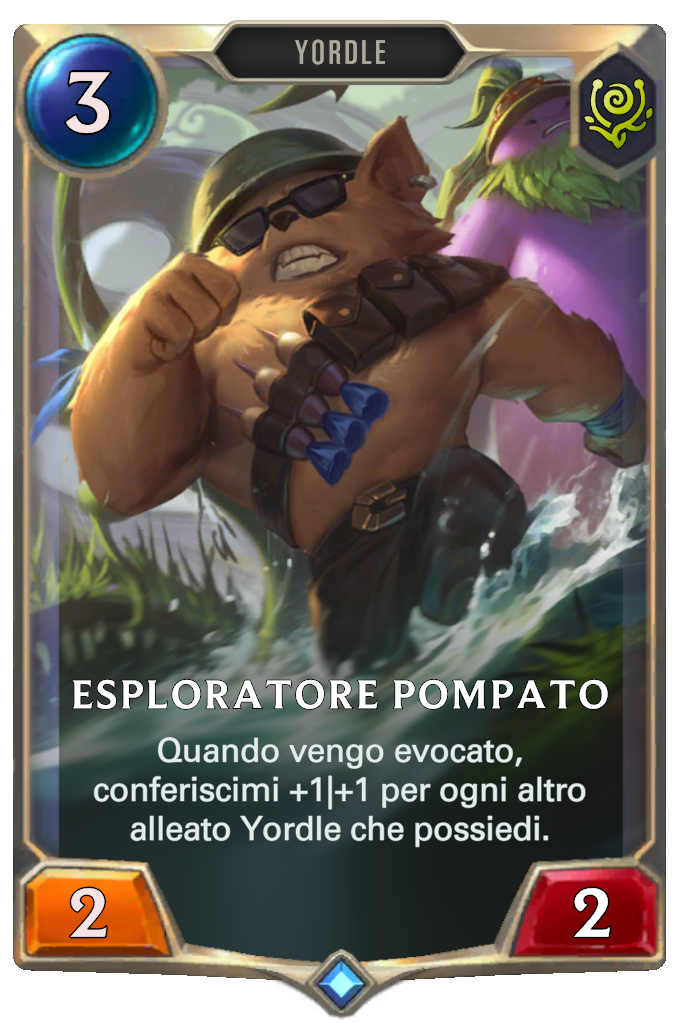 YORDLE
3
ESPLORATORE POMPATO
Quando vengo evocato,
conferiscimi +1|+1 per ogni altro
alleato Yordle che possiedi.
2
2